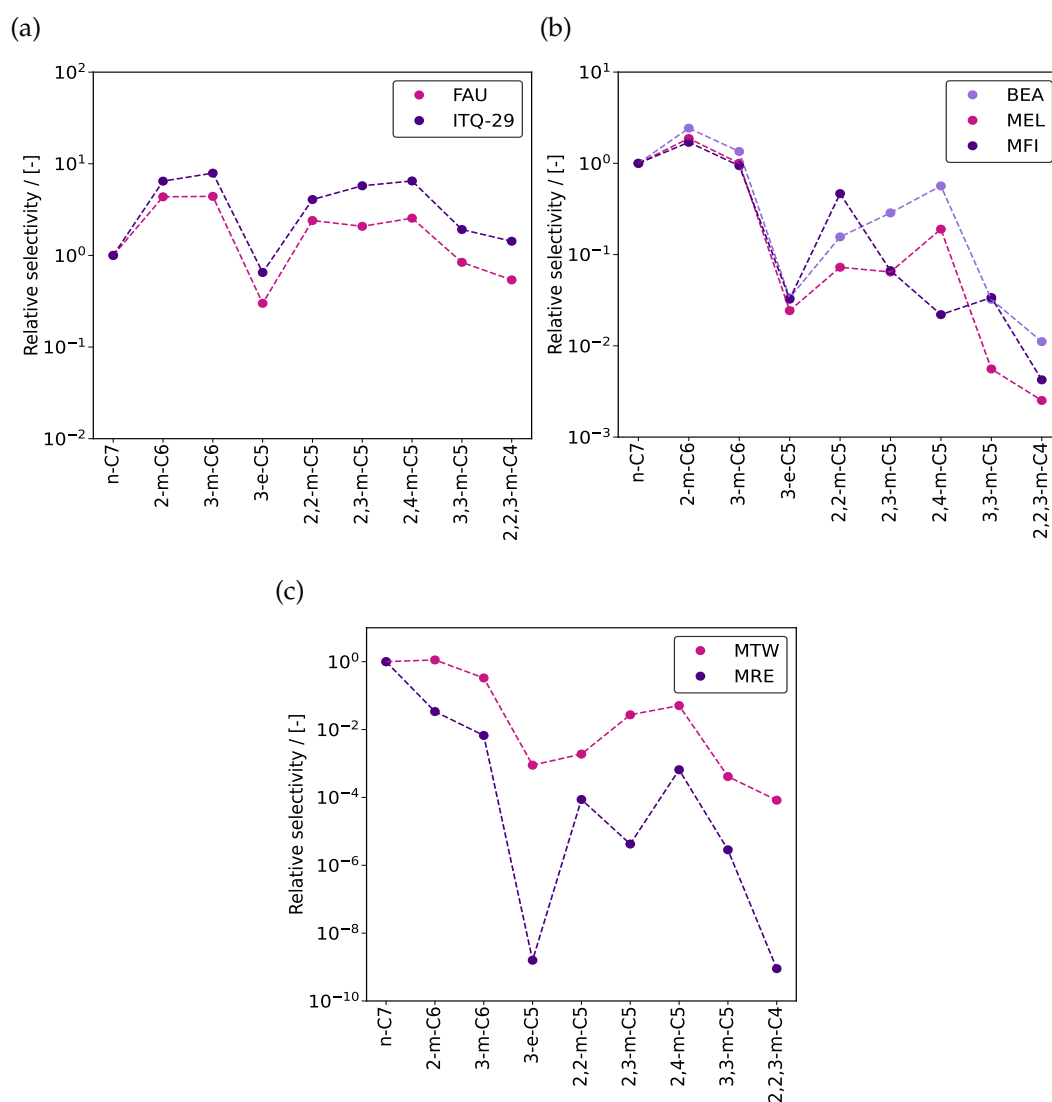 (a)
10²
10¹
10⁰
10⁻¹
10⁻²
Relative selectivity / [-]
FAU
ITQ-29
n-C7
2-m-C6
3-m-C6
3-e-C5
2,2-m-C5
2,3-m-C5
2,4-m-C5
3,3-m-C5
2,2,3-m-C4
(b)
10¹
10⁰
10⁻¹
10⁻²
10⁻³
Relative selectivity / [-]
BEA
MEL
MFI
n-C7
2-m-C6
3-m-C6
3-e-C5
2,2-m-C5
2,3-m-C5
2,4-m-C5
3,3-m-C5
2,2,3-m-C4
(c)
10⁰
10⁻²
10⁻⁴
10⁻⁶
10⁻⁸
10⁻¹⁰
Relative selectivity / [-]
MTW
MRE
n-C7
2-m-C6
3-m-C6
3-e-C5
2,2-m-C5
2,3-m-C5
2,4-m-C5
3,3-m-C5
2,2,3-m-C4